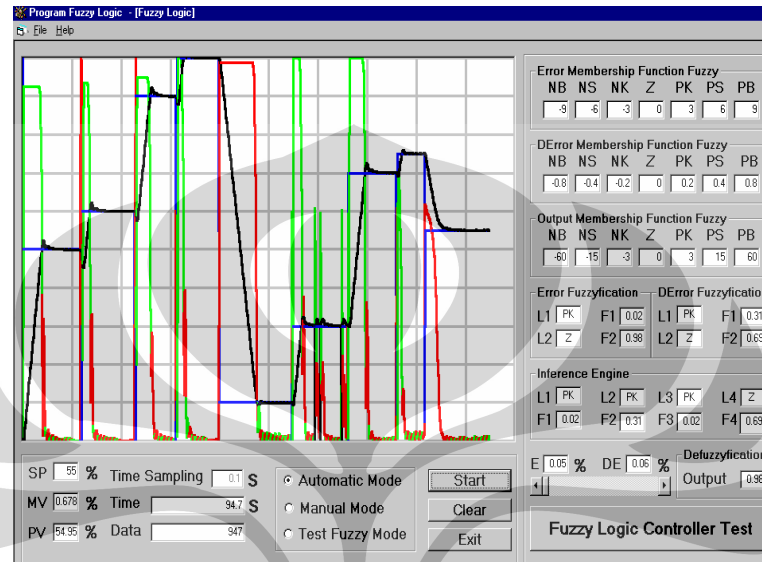 Program Fuzzy Logic - [Fuzzy Logic]
File Help
Error Membership Function Fuzzy
NB NS NK Z PK PS PB
-9 -6 -3 0 3 6 9
DError Membership Function Fuzzy
NB NS NK Z PK PS PB
-0.8 -0.4 -0.2 0 0.2 0.4 0.8
Output Membership Function Fuzzy
NB NS NK Z PK PS PB
-60 -15 -3 0 3 15 60
Error Fuzzyfication DError Fuzzyfication
L1 PK F1 0.02 L1 PK F1 0.31
L2 Z F2 0.98 L2 Z F2 0.69
Inference Engine
L1 PK L2 PK L3 PK L4 Z
F1 0.02 F2 0.31 F3 0.02 F4 0.69
E 0.05 % DE 0.06 % Defuzzyfication
Output 0.98
Fuzzy Logic Controller Test
SP 55 % Time Sampling 0.1 S
MV 0.678 % Time 94.7 S
PV 54.95 % Data 947
Automatic Mode
Manual Mode
Test Fuzzy Mode
Start
Clear
Exit